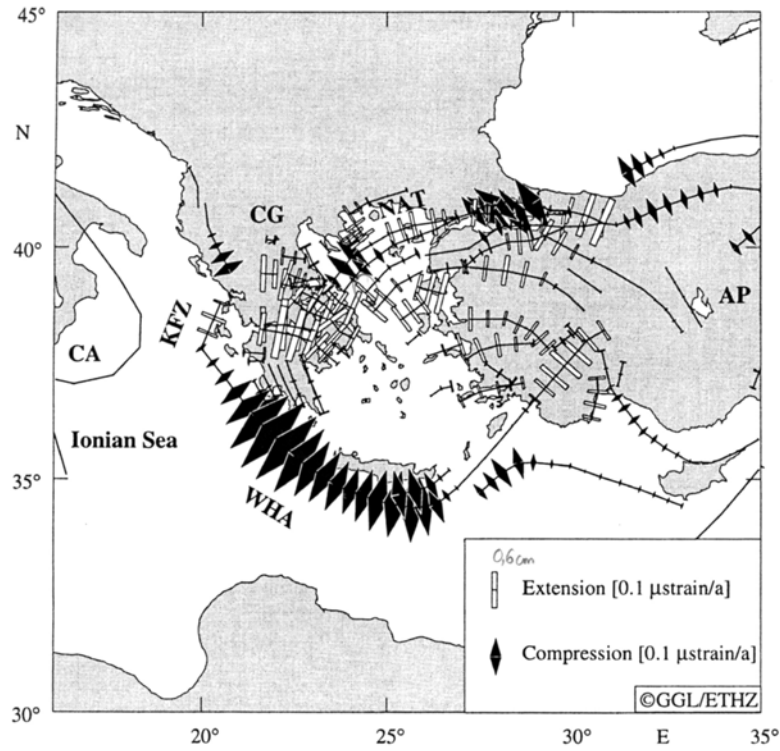 45°
N
NAT
CG
40°
AP
KFZ
CA
Ionian Sea
35°
WHA
0,6cm
Extension [0.1 μstrain/a]
Compression [0.1 μstrain/a]
©GGL/ETHZ
30°
20°
25°
30°
E
35°